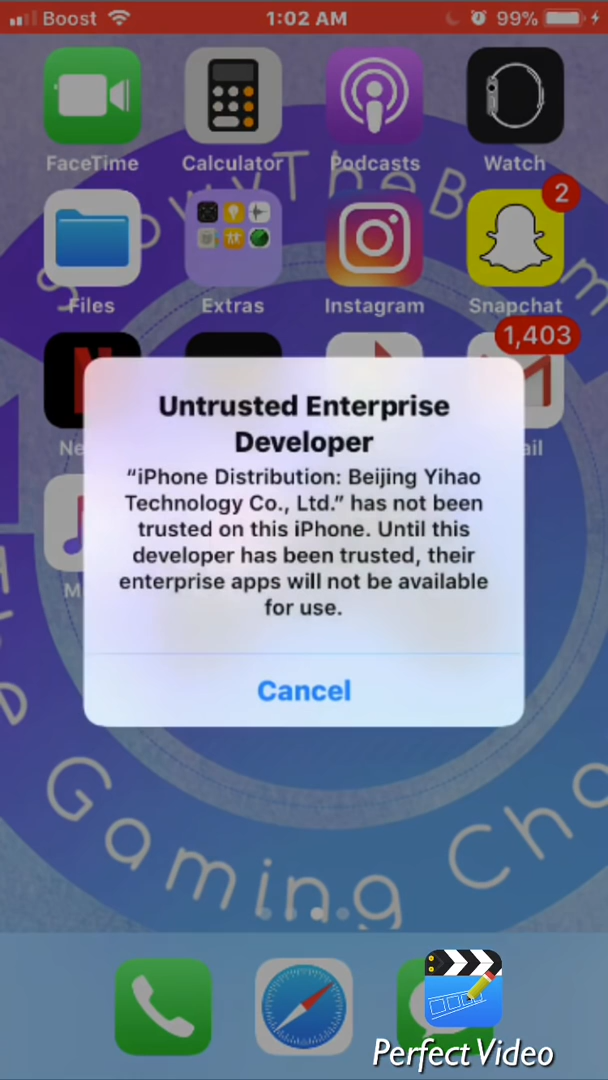 Boost
1:02 AM
99%
FaceTime
Calculator
Podcasts
Watch
2
Files
Extras
Instagram
Snapchat
1,403
Untrusted Enterprise
Developer
“iPhone Distribution: Beijing Yihao
Technology Co., Ltd.” has not been
trusted on this iPhone. Until this
developer has been trusted, their
enterprise apps will not be available
for use.
Cancel
Gaming
Perfect Video